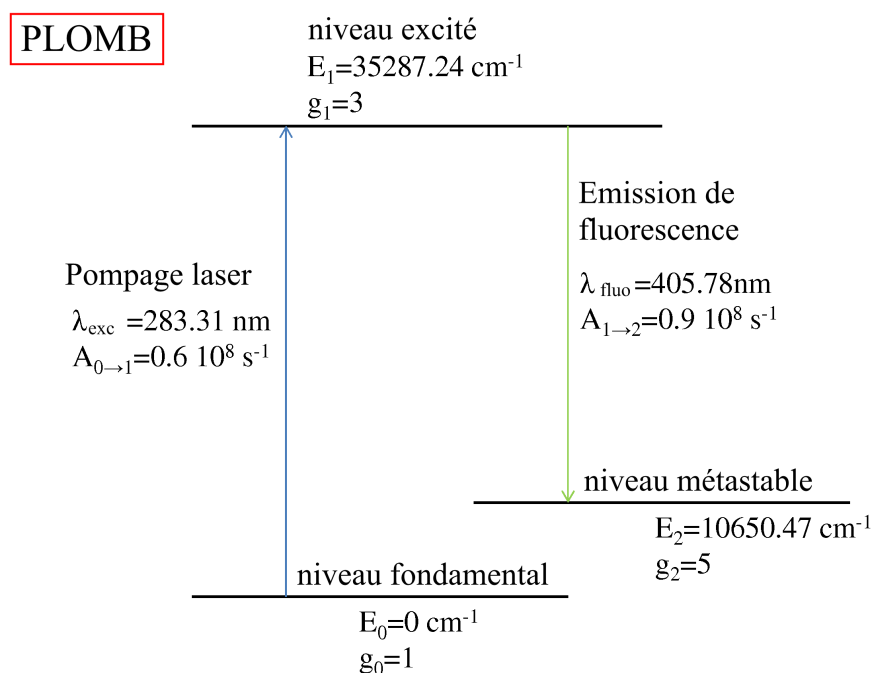 PLOMB
niveau excité
E₁=35287.24 cm⁻¹
g₁=3
Emission de
fluorescence
λ fluo =405.78nm
A₁→₂=0.9 10⁸ s⁻¹
Pompage laser
λexc =283.31 nm
A₀→₁=0.6 10⁸ s⁻¹
niveau métastable
E₂=10650.47 cm⁻¹
g₂=5
niveau fondamental
E₀=0 cm⁻¹
g₀=1